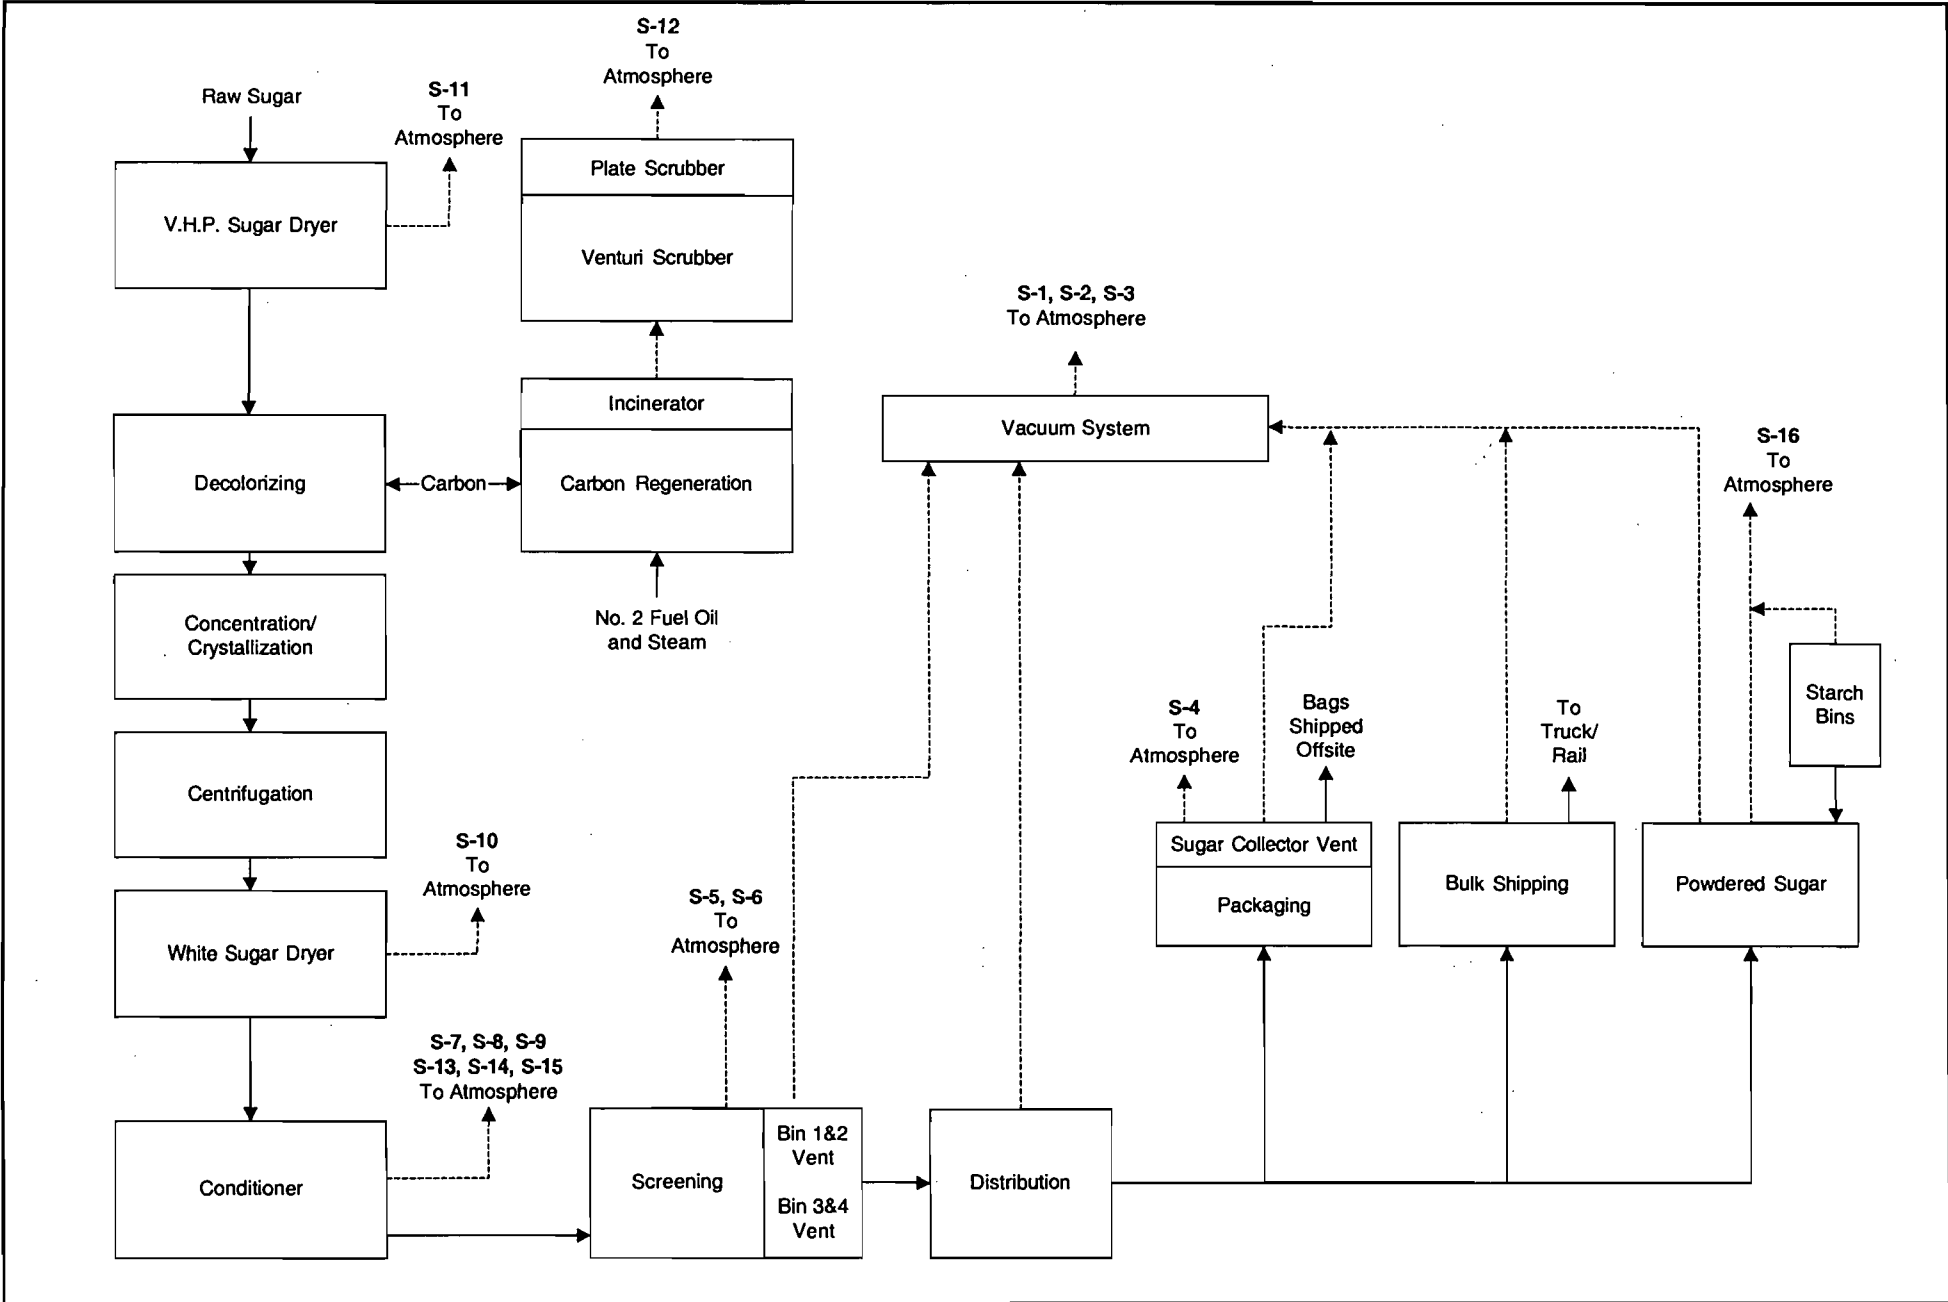 S-12
To
Atmosphere
Raw Sugar
S-11
To
Atmosphere
Plate Scrubber
V.H.P. Sugar Dryer
Venturi Scrubber
S-1, S-2, S-3
To Atmosphere
Incinerator
Vacuum System
S-16
To
Atmosphere
Decolorizing
Carbon
Carbon Regeneration
No. 2 Fuel Oil
and Steam
Concentration/
Crystallization
Starch
Bins
S-4
To
Atmosphere
Bags
Shipped
Offsite
To
Truck/
Rail
Centrifugation
Sugar Collector Vent
Packaging
Bulk Shipping
Powdered Sugar
S-10
To
Atmosphere
S-5, S-6
To
Atmosphere
White Sugar Dryer
S-7, S-8, S-9
S-13, S-14, S-15
To Atmosphere
Conditioner
Screening
Bin 1&2
Vent
Bin 3&4
Vent
Distribution